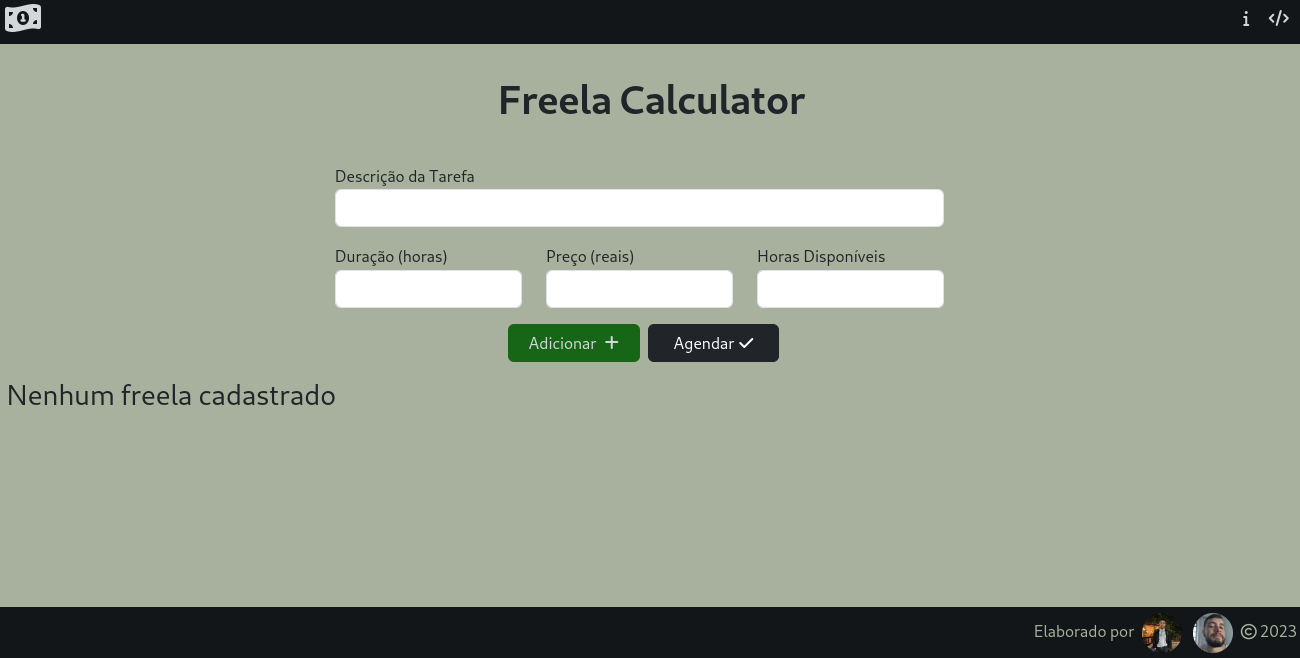 1
Freela Calculator
Descrição da Tarefa
Duração (horas) Preço (reais) Horas Disponíveis
Adicionar + Agendar ✓
Nenhum freela cadastrado
Elaborado por © 2023